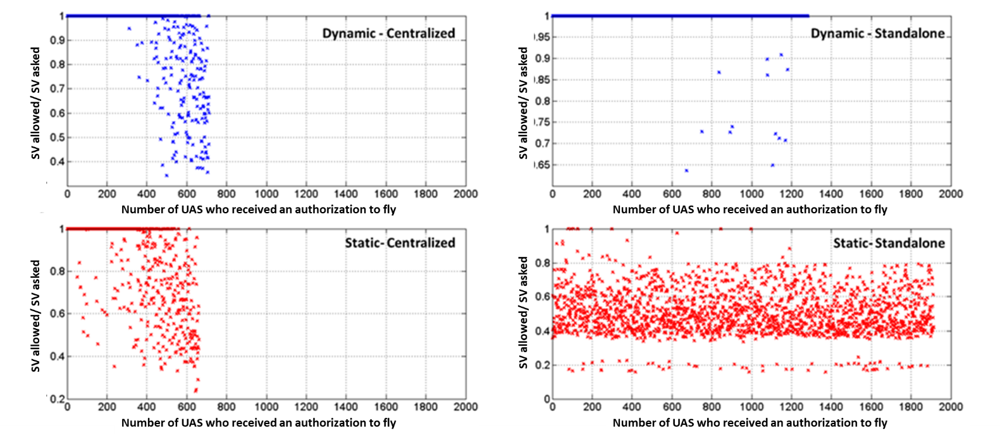 Dynamic - Centralized
SV allowed/ SV asked
1
0.9
0.8
0.7
0.6
0.5
0.4
0 200 400 600 800 1000 1200 1400 1600 1800 2000
Number of UAS who received an authorization to fly
Dynamic - Standalone
SV allowed/ SV asked
1
.95
0.9
.85
0.8
.75
0.7
.65
0 200 400 600 800 1000 1200 1400 1600 1800 2000
Number of UAS who received an authorization to fly
Static- Centralized
SV allowed/ SV asked
1
0.8
0.6
0.4
0.2
0 200 400 600 800 1000 1200 1400 1600 1800 2000
Number of UAS who received an authorization to fly
Static- Standalone
SV allowed/ SV asked
1
0.8
0.6
0.4
0.2
0
0 200 400 600 800 1000 1200 1400 1600 1800 2000
Number of UAS who received an authorization to fly